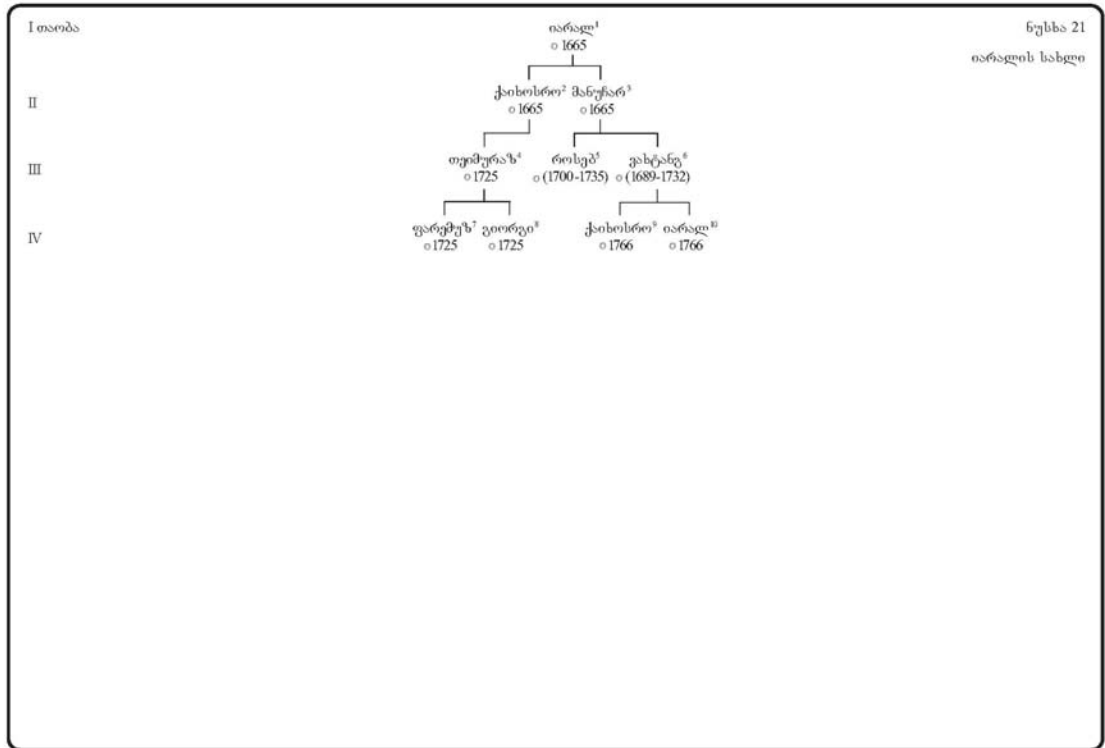 I თაობა იარალ¹ ნუსხა 21
○ 1665
იარალის სახლი
II ქაიხოსრო² მანუჩარ³
○ 1665 ○ 1665
III თეიმურაზ⁴ როსებ⁵ ვახტანგ⁶
○ 1725 ○ (1700-1735) ○ (1689-1732)
IV ფარემუზ⁷ გიორგი⁸ ქაიხოსრო⁹ იარალ¹⁰
○ 1725 ○ 1725 ○ 1766 ○ 1766